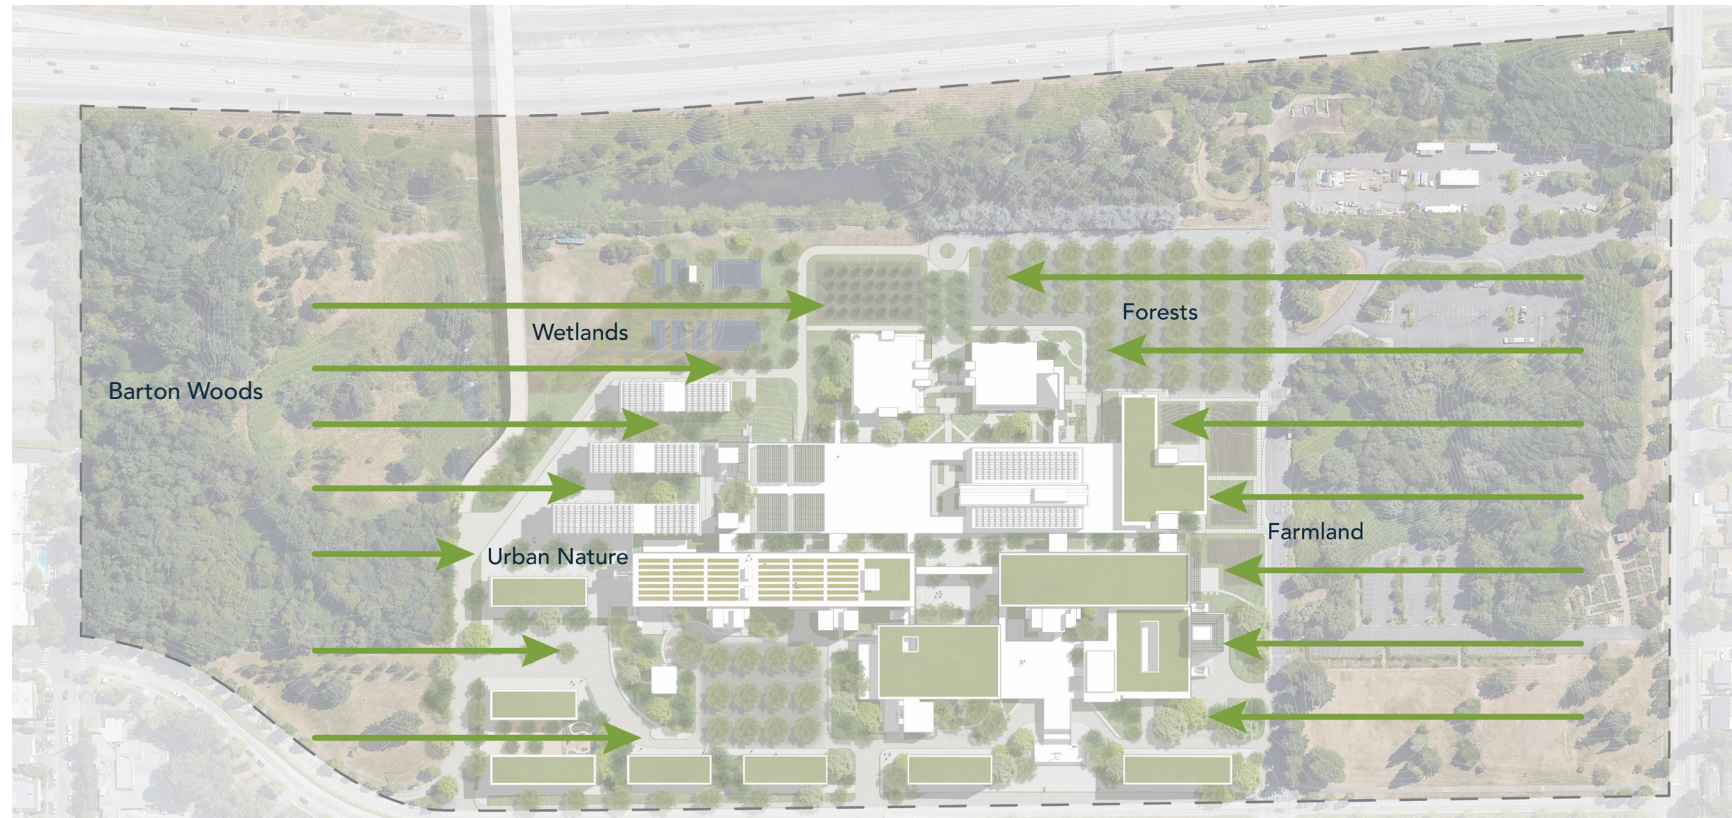 Forests
Wetlands
Barton Woods
Farmland
Urban Nature